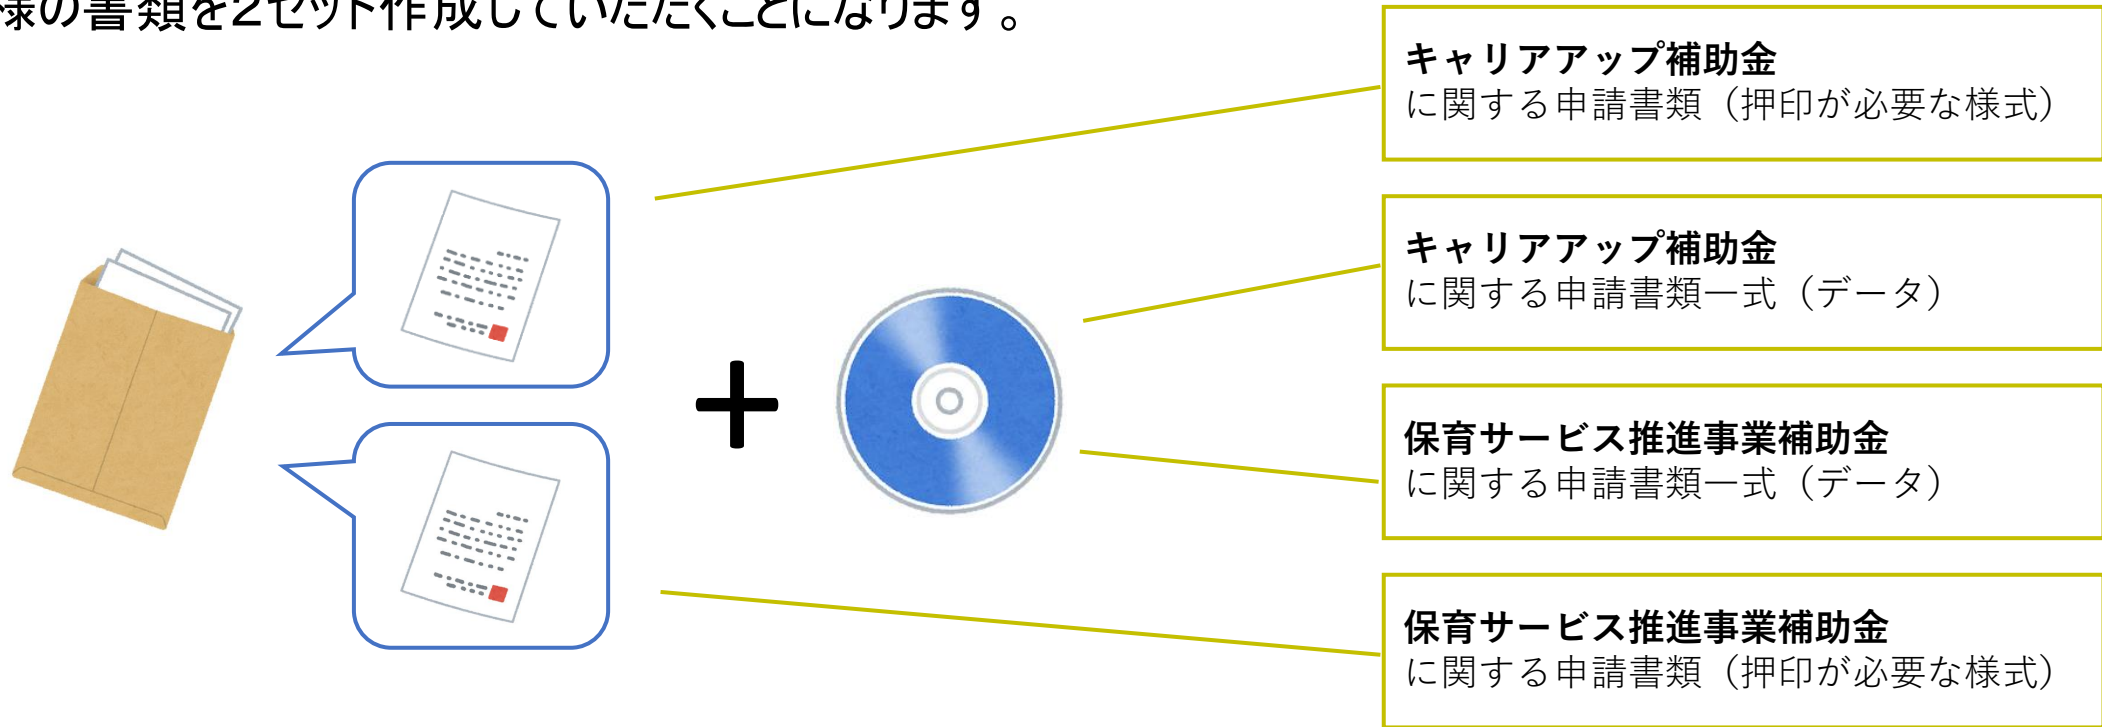 様の書類を2セット作成していただくことになります。
キャリアアップ補助金
に関する申請書類（押印が必要な様式）
キャリアアップ補助金
に関する申請書類一式（データ）
保育サービス推進事業補助金
に関する申請書類一式（データ）
保育サービス推進事業補助金
に関する申請書類（押印が必要な様式）